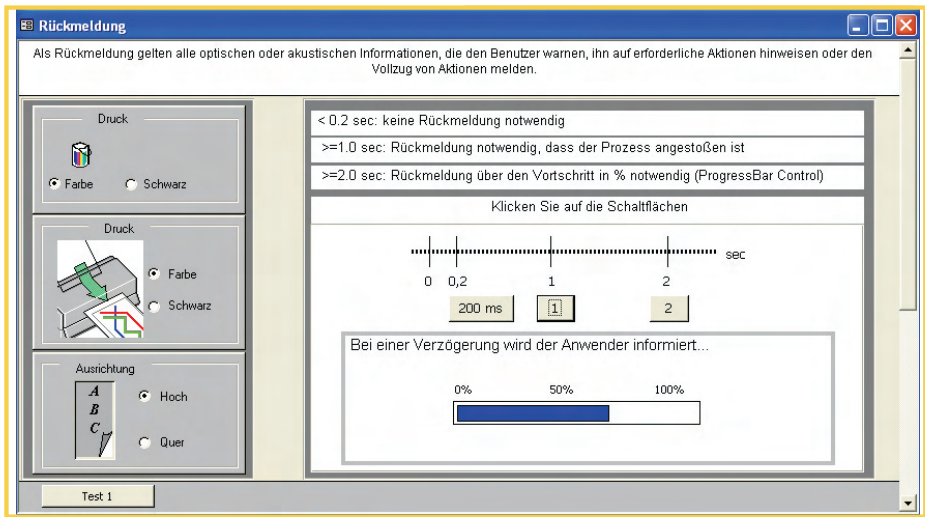 Rückmeldung
Als Rückmeldung gelten alle optischen oder akustischen Informationen, die den Benutzer warnen, ihn auf erforderliche Aktionen hinweisen oder den
Vollzug von Aktionen melden.
Druck
Farbe Schwarz
Druck
Farbe
Schwarz
Ausrichtung
A
B
C
Hoch
Quer
< 0.2 sec: keine Rückmeldung notwendig
>=1.0 sec: Rückmeldung notwendig, dass der Prozess angestoßen ist
>=2.0 sec: Rückmeldung über den Vortschritt in % notwendig (ProgressBar Control)
Klicken Sie auf die Schaltflächen
sec
0 0,2 1 2
200 ms 1 2
Bei einer Verzögerung wird der Anwender informiert...
0% 50% 100%
Test 1